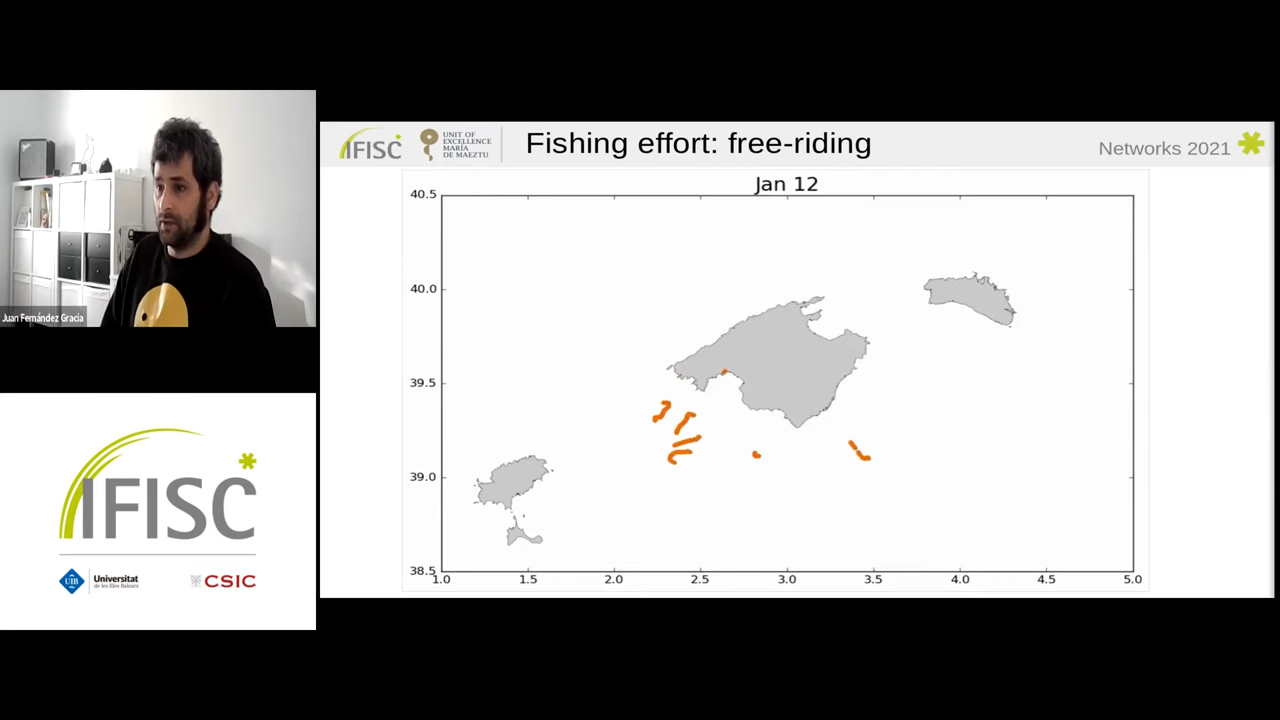 IFISC
UNIT OF
EXCELLENCE
MARÍA
DE MAEZTU
Fishing effort: free-riding
Networks 2021
Jan 12
40.5
40.0
39.5
39.0
38.5
1.0 1.5 2.0 2.5 3.0 3.5 4.0 4.5 5.0
Juan Fernández Gracia
IFISC
UIB
Universitat
de les Illes Balears
CSIC